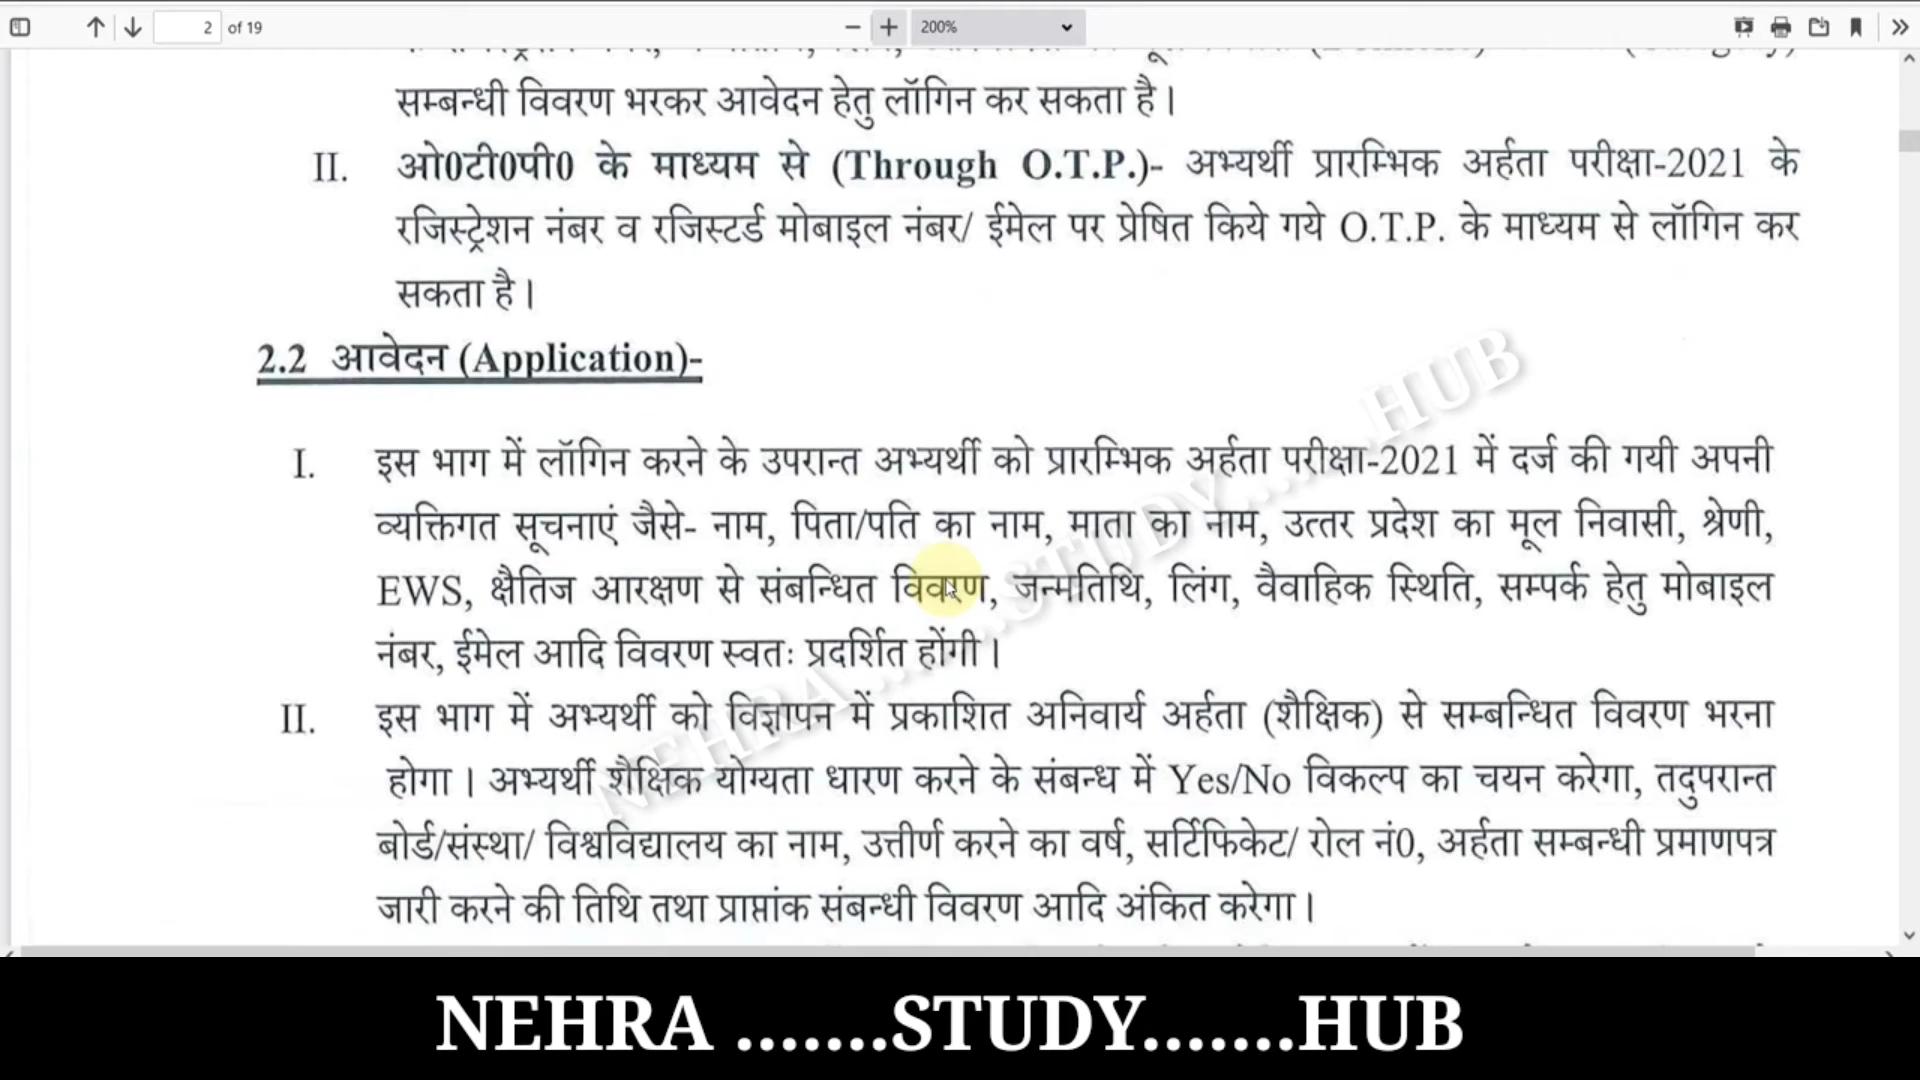 2 of 19
200%
सम्बन्धी विवरण भरकर आवेदन हेतु लॉगिन कर सकता है।
II. ओ0टी0पी0 के माध्यम से (Through O.T.P.)- अभ्यर्थी प्रारम्भिक अर्हता परीक्षा-2021 के
रजिस्ट्रेशन नंबर व रजिस्टर्ड मोबाइल नंबर/ ईमेल पर प्रेषित किये गये O.T.P. के माध्यम से लॉगिन कर
सकता है।
2.2 आवेदन (Application)-
I. इस भाग में लॉगिन करने के उपरान्त अभ्यर्थी को प्रारम्भिक अर्हता परीक्षा-2021 में दर्ज की गयी अपनी
व्यक्तिगत सूचनाएं जैसे- नाम, पिता/पति का नाम, माता का नाम, उत्तर प्रदेश का मूल निवासी, श्रेणी,
EWS, क्षैतिज आरक्षण से संबन्धित विवरण, जन्मतिथि, लिंग, वैवाहिक स्थिति, सम्पर्क हेतु मोबाइल
नंबर, ईमेल आदि विवरण स्वतः प्रदर्शित होंगी।
II. इस भाग में अभ्यर्थी को विज्ञापन में प्रकाशित अनिवार्य अर्हता (शैक्षिक) से सम्बन्धित विवरण भरना
होगा। अभ्यर्थी शैक्षिक योग्यता धारण करने के संबन्ध में Yes/No विकल्प का चयन करेगा, तदुपरान्त
बोर्ड/संस्था/ विश्वविद्यालय का नाम, उत्तीर्ण करने का वर्ष, सर्टिफिकेट/ रोल नं0, अर्हता सम्बन्धी प्रमाणपत्र
जारी करने की तिथि तथा प्राप्तांक संबन्धी विवरण आदि अंकित करेगा।
NEHRA.......STUDY.......HUB
NEHRA .......STUDY.......HUB